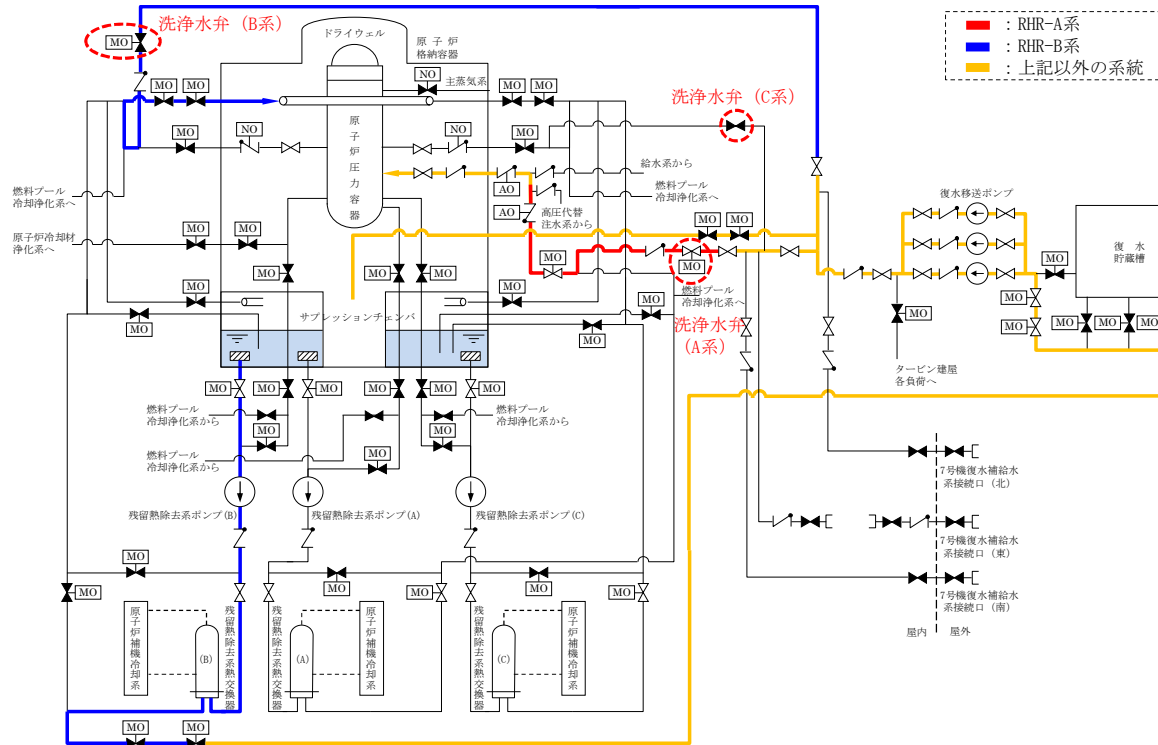 洗浄水弁 (B系)
MO
ドライウェル
原 子 炉
格納容器
: RHR-A系
: RHR-B系
: 上記以外の系統
NO
主蒸気系
MO
MO
MO
MO
洗浄水弁 (C系)
MO
NO
NO
MO
原子炉圧力容器
給水系から
燃料プール
冷却浄化系へ
AO
燃料プール
冷却浄化系へ
AO
高圧代替
注水系から
復水移送ポンプ
原子炉冷却材
浄化系へ
MO
MO
MO
MO
復 水
貯蔵槽
MO
MO
MO
MO
MO
MO
MO
燃料プール
冷却浄化系へ
MO
MO
MO
MO
MO
サプレッションチェンバ
MO
MO
MO
MO
MO
洗浄水弁
(A系)
タービン建屋
各負荷へ
MO
MO
MO
MO
MO
燃料プール
冷却浄化系から
燃料プール
冷却浄化系から
MO
MO
燃料プール
冷却浄化系から
MO
7号機復水補給水
系接続口 (北)
残留熱除去系ポンプ(B)
残留熱除去系ポンプ(A)
残留熱除去系ポンプ(C)
7号機復水補給水
系接続口 (東)
MO
MO
MO
MO
MO
MO
7号機復水補給水
系接続口 (南)
屋内
屋外
原子炉補機冷却系
(B)
残留熱除去系熱交換器
残留熱除去系熱交換器
(A)
原子炉補機冷却系
残留熱除去系熱交換器
(C)
原子炉補機冷却系
MO
MO